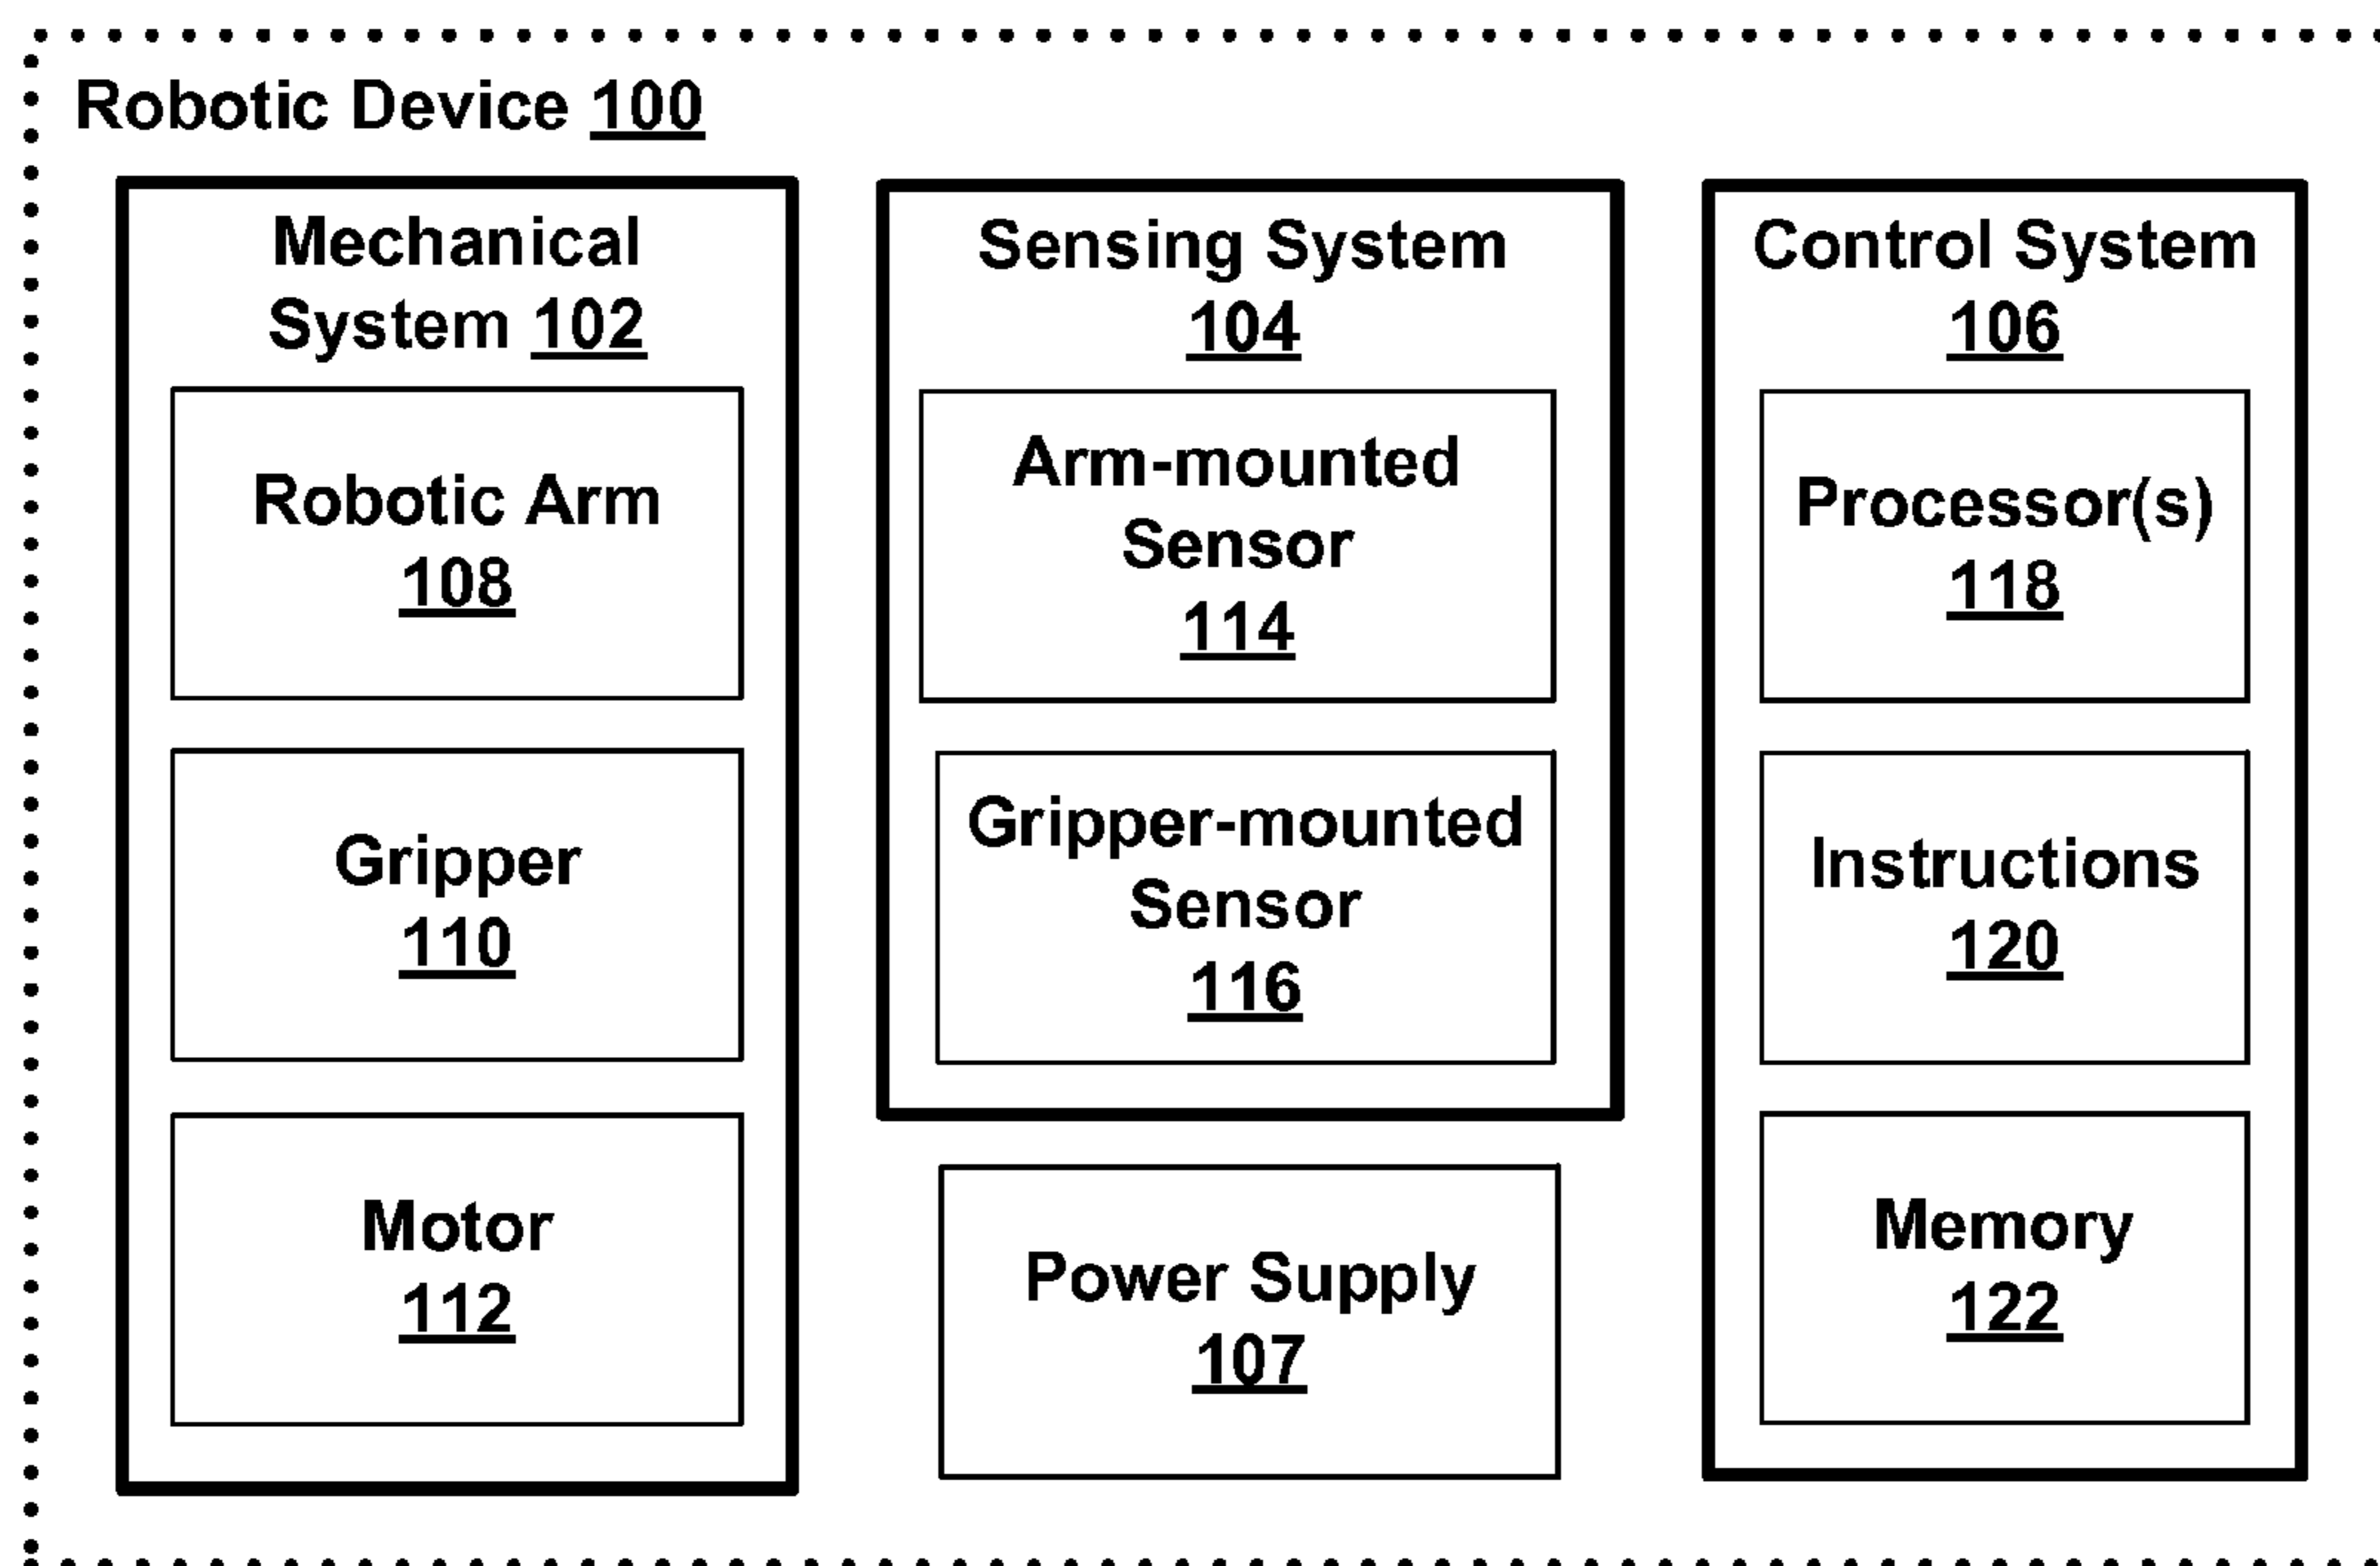 Robotic Device 100
Mechanical
System 102
Robotic Arm
108
Gripper
110
Motor
112
Sensing System
104
Arm-mounted
Sensor
114
Gripper-mounted
Sensor
116
Power Supply
107
Control System
106
Processor(s)
118
Instructions
120
Memory
122